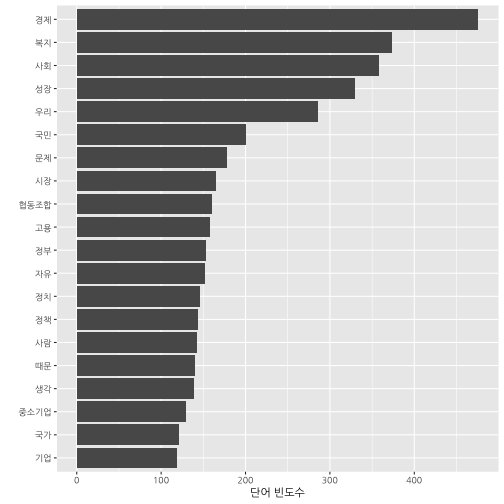 경제
복지
사회
성장
우리
국민
문제
시장
협동조합
고용
정부
자유
정치
정책
사람
때문
생각
중소기업
국가
기업
0 100 200 300 400
단어 빈도수